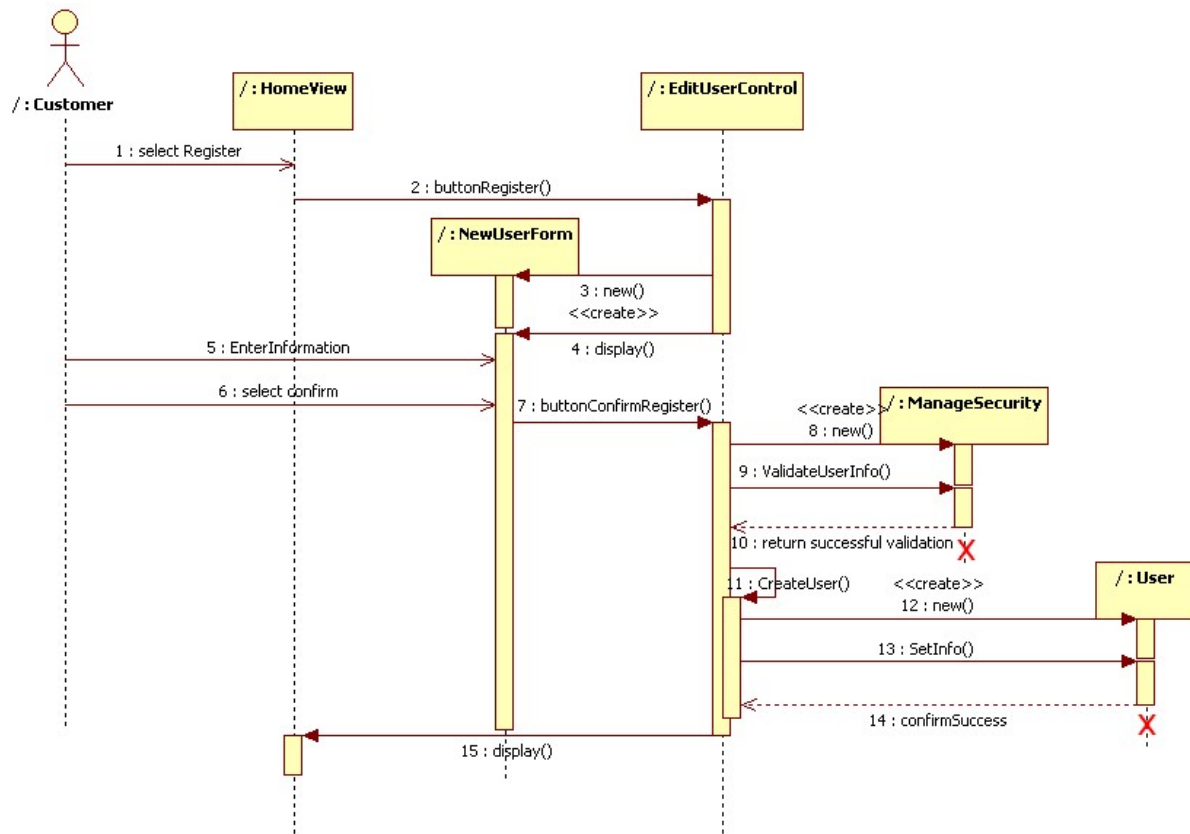 / : Customer
/ : HomeView
/ : EditUserControl
1 : select Register
2 : buttonRegister()
/ : NewUserForm
3 : new()
<<create>>
4 : display()
5 : EnterInformation
6 : select confirm
7 : buttonConfirmRegister()
<<create>>
/ : ManageSecurity
8 : new()
9 : ValidateUserInfo()
10 : return successful validation
X
11 : CreateUser()
<<create>>
/ : User
12 : new()
13 : SetInfo()
14 : confirmSuccess
X
15 : display()